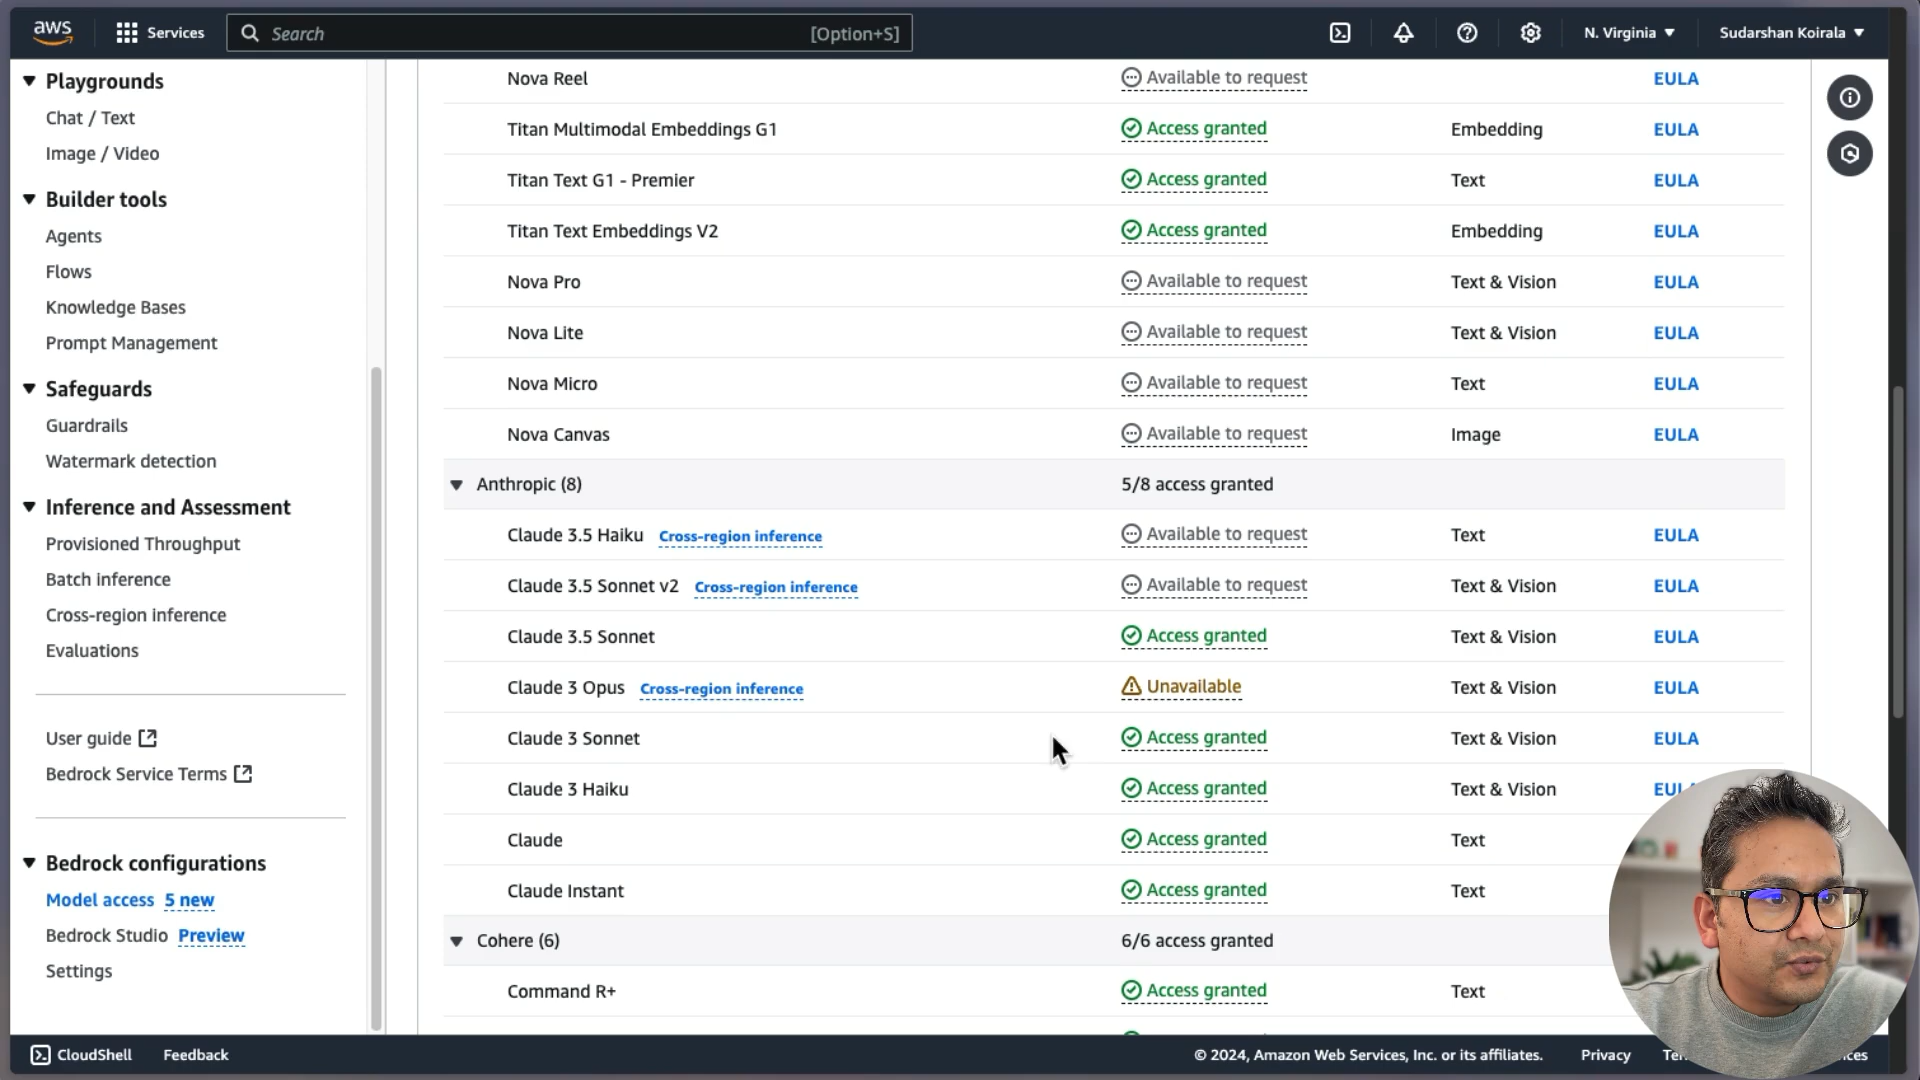 aws
Services
Search
[Option+S]
N. Virginia
Sudarshan Koirala
Playgrounds
Chat / Text
Image / Video
Builder tools
Agents
Flows
Knowledge Bases
Prompt Management
Safeguards
Guardrails
Watermark detection
Inference and Assessment
Provisioned Throughput
Batch inference
Cross-region inference
Evaluations
User guide
Bedrock Service Terms
Bedrock configurations
Model access 5 new
Bedrock Studio Preview
Settings
Nova Reel Available to request EULA
Titan Multimodal Embeddings G1 Access granted Embedding EULA
Titan Text G1 - Premier Access granted Text EULA
Titan Text Embeddings V2 Access granted Embedding EULA
Nova Pro Available to request Text & Vision EULA
Nova Lite Available to request Text & Vision EULA
Nova Micro Available to request Text EULA
Nova Canvas Available to request Image EULA
Anthropic (8) 5/8 access granted
Claude 3.5 Haiku Cross-region inference Available to request Text EULA
Claude 3.5 Sonnet v2 Cross-region inference Available to request Text & Vision EULA
Claude 3.5 Sonnet Access granted Text & Vision EULA
Claude 3 Opus Cross-region inference Unavailable Text & Vision EULA
Claude 3 Sonnet Access granted Text & Vision EULA
Claude 3 Haiku Access granted Text & Vision
Claude Access granted Text
Claude Instant Access granted Text
Cohere (6) 6/6 access granted
Command R+ Access granted Text
CloudShell
Feedback
© 2024, Amazon Web Services, Inc. or its affiliates.
Privacy